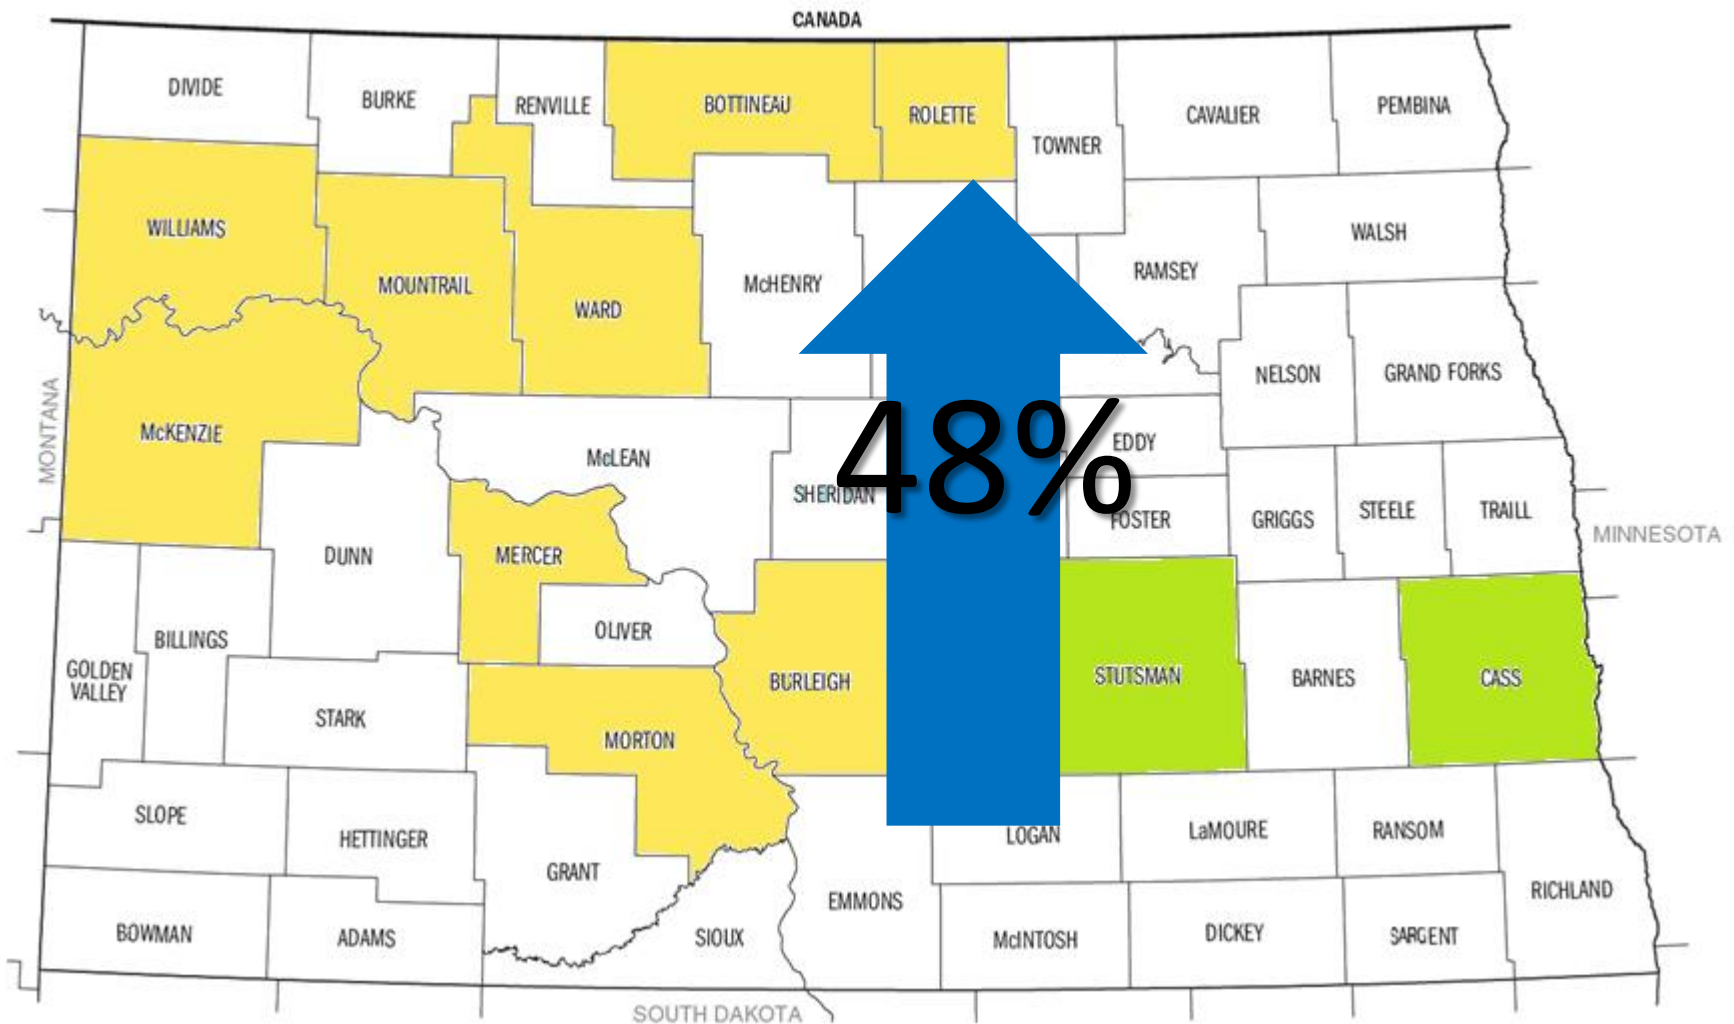 CANADA
DIVIDE
BURKE
RENVILLE
BOTTINEAU
ROLETTE
TOWNER
CAVALIER
PEMBINA
WILLIAMS
MOUNTRAIL
WARD
McHENRY
RAMSEY
WALSH
NELSON
GRAND FORKS
MONTANA
McKENZIE
McLEAN
SHERIDAN
48%
EDDY
FOSTER
GRIGGS
STEELE
TRAILL
MINNESOTA
DUNN
MERCER
OLIVER
BILLINGS
GOLDEN
VALLEY
STARK
MORTON
BURLEIGH
STUTSMAN
BARNES
CASS
SLOPE
HETTINGER
GRANT
LOGAN
LaMOURE
RANSOM
RICHLAND
BOWMAN
ADAMS
SIOUX
EMMONS
McINTOSH
DICKEY
SARGENT
SOUTH DAKOTA